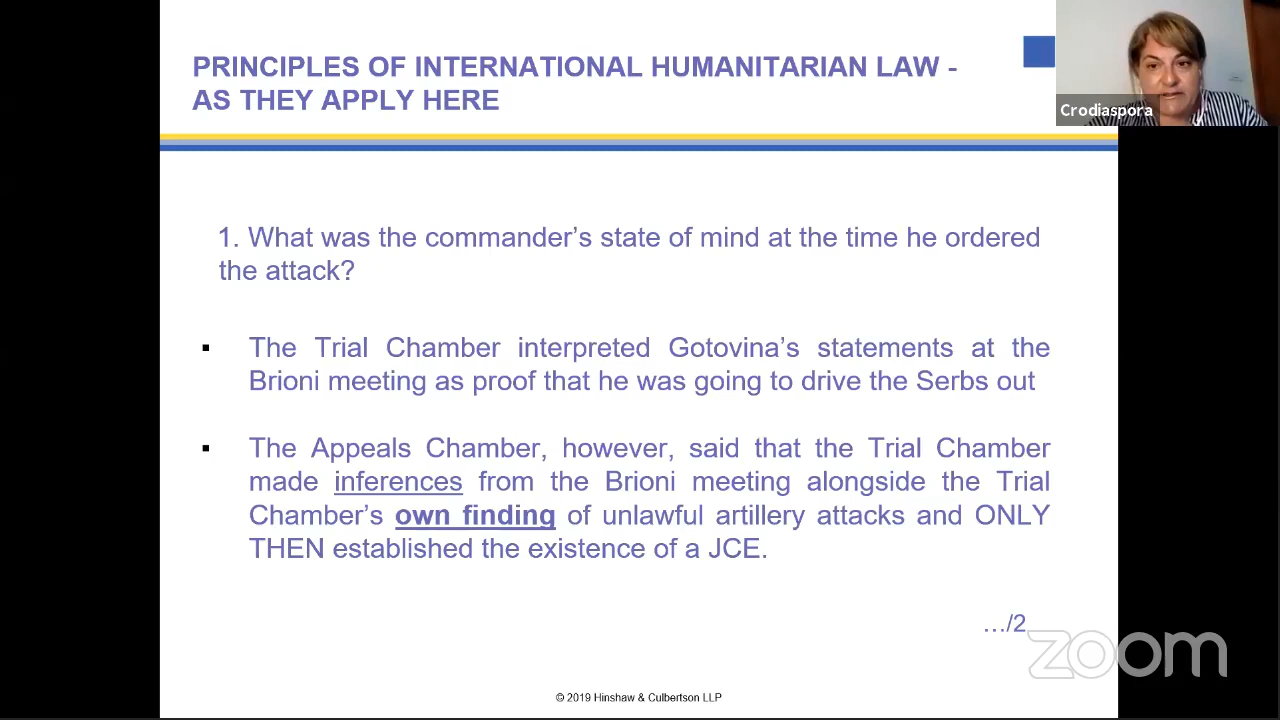 PRINCIPLES OF INTERNATIONAL HUMANITARIAN LAW -
AS THEY APPLY HERE
Crodiaspora
1. What was the commander's state of mind at the time he ordered
the attack?
▪ The Trial Chamber interpreted Gotovina's statements at the
Brioni meeting as proof that he was going to drive the Serbs out
▪ The Appeals Chamber, however, said that the Trial Chamber
made inferences from the Brioni meeting alongside the Trial
Chamber's own finding of unlawful artillery attacks and ONLY
THEN established the existence of a JCE.
…/2
zoom
© 2019 Hinshaw & Culbertson LLP